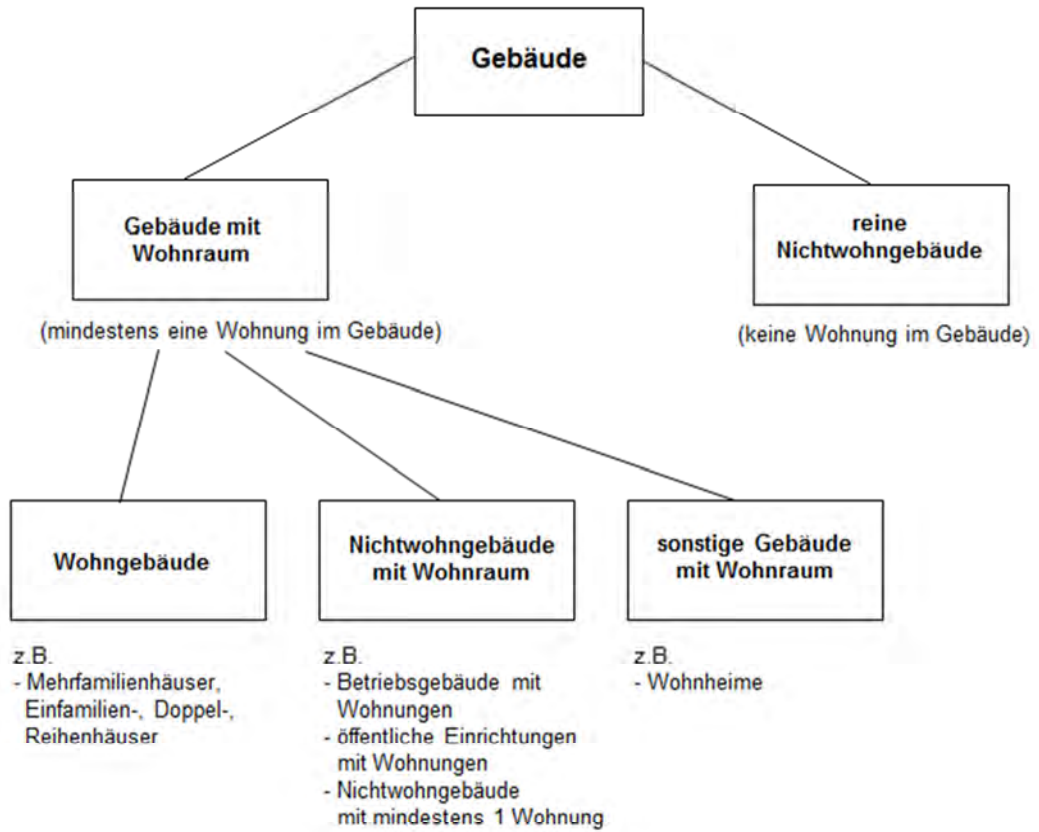 Gebäude
Gebäude mit
Wohnraum
(mindestens eine Wohnung im Gebäude)
reine
Nichtwohngebäude
(keine Wohnung im Gebäude)
Wohngebäude
z.B.
- Mehrfamilienhäuser,
Einfamilien-, Doppel-,
Reihenhäuser
Nichtwohngebäude
mit Wohnraum
z.B.
- Betriebsgebäude mit
Wohnungen
- öffentliche Einrichtungen
mit Wohnungen
- Nichtwohngebäude
mit mindestens 1 Wohnung
sonstige Gebäude
mit Wohnraum
z.B.
- Wohnheime